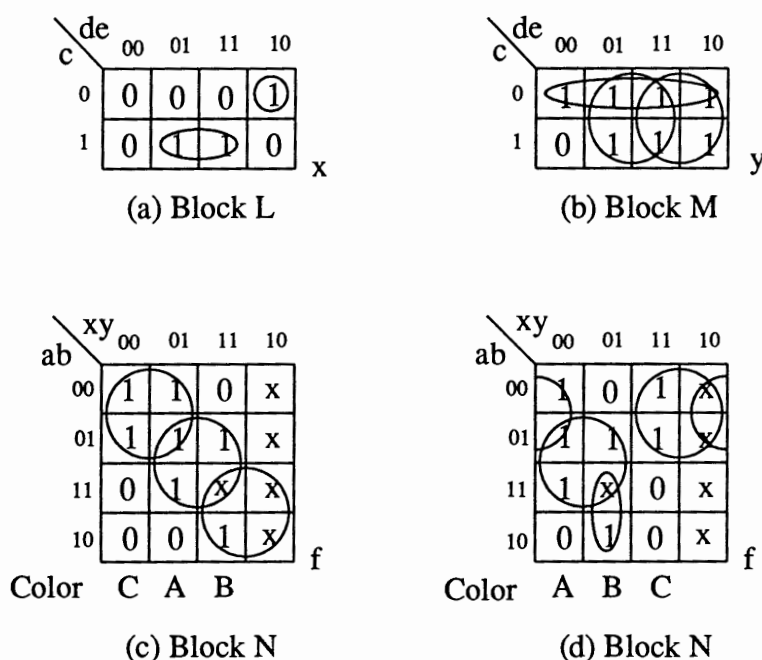 de
c 00 01 11 10
0 0 0 0 1
1 0 1 1 0
x
(a) Block L
de
c 00 01 11 10
0 1 1 1 1
1 0 1 1 1
y
(b) Block M
xy
ab 00 01 11 10
00 1 1 0 x
01 1 1 1 x
11 0 1 x x
10 0 0 1 x
f
Color C A B
(c) Block N
xy
ab 00 01 11 10
00 1 0 1 x
01 1 1 1 x
11 1 x 0 x
10 0 1 0 x
f
Color A B C
(d) Block N